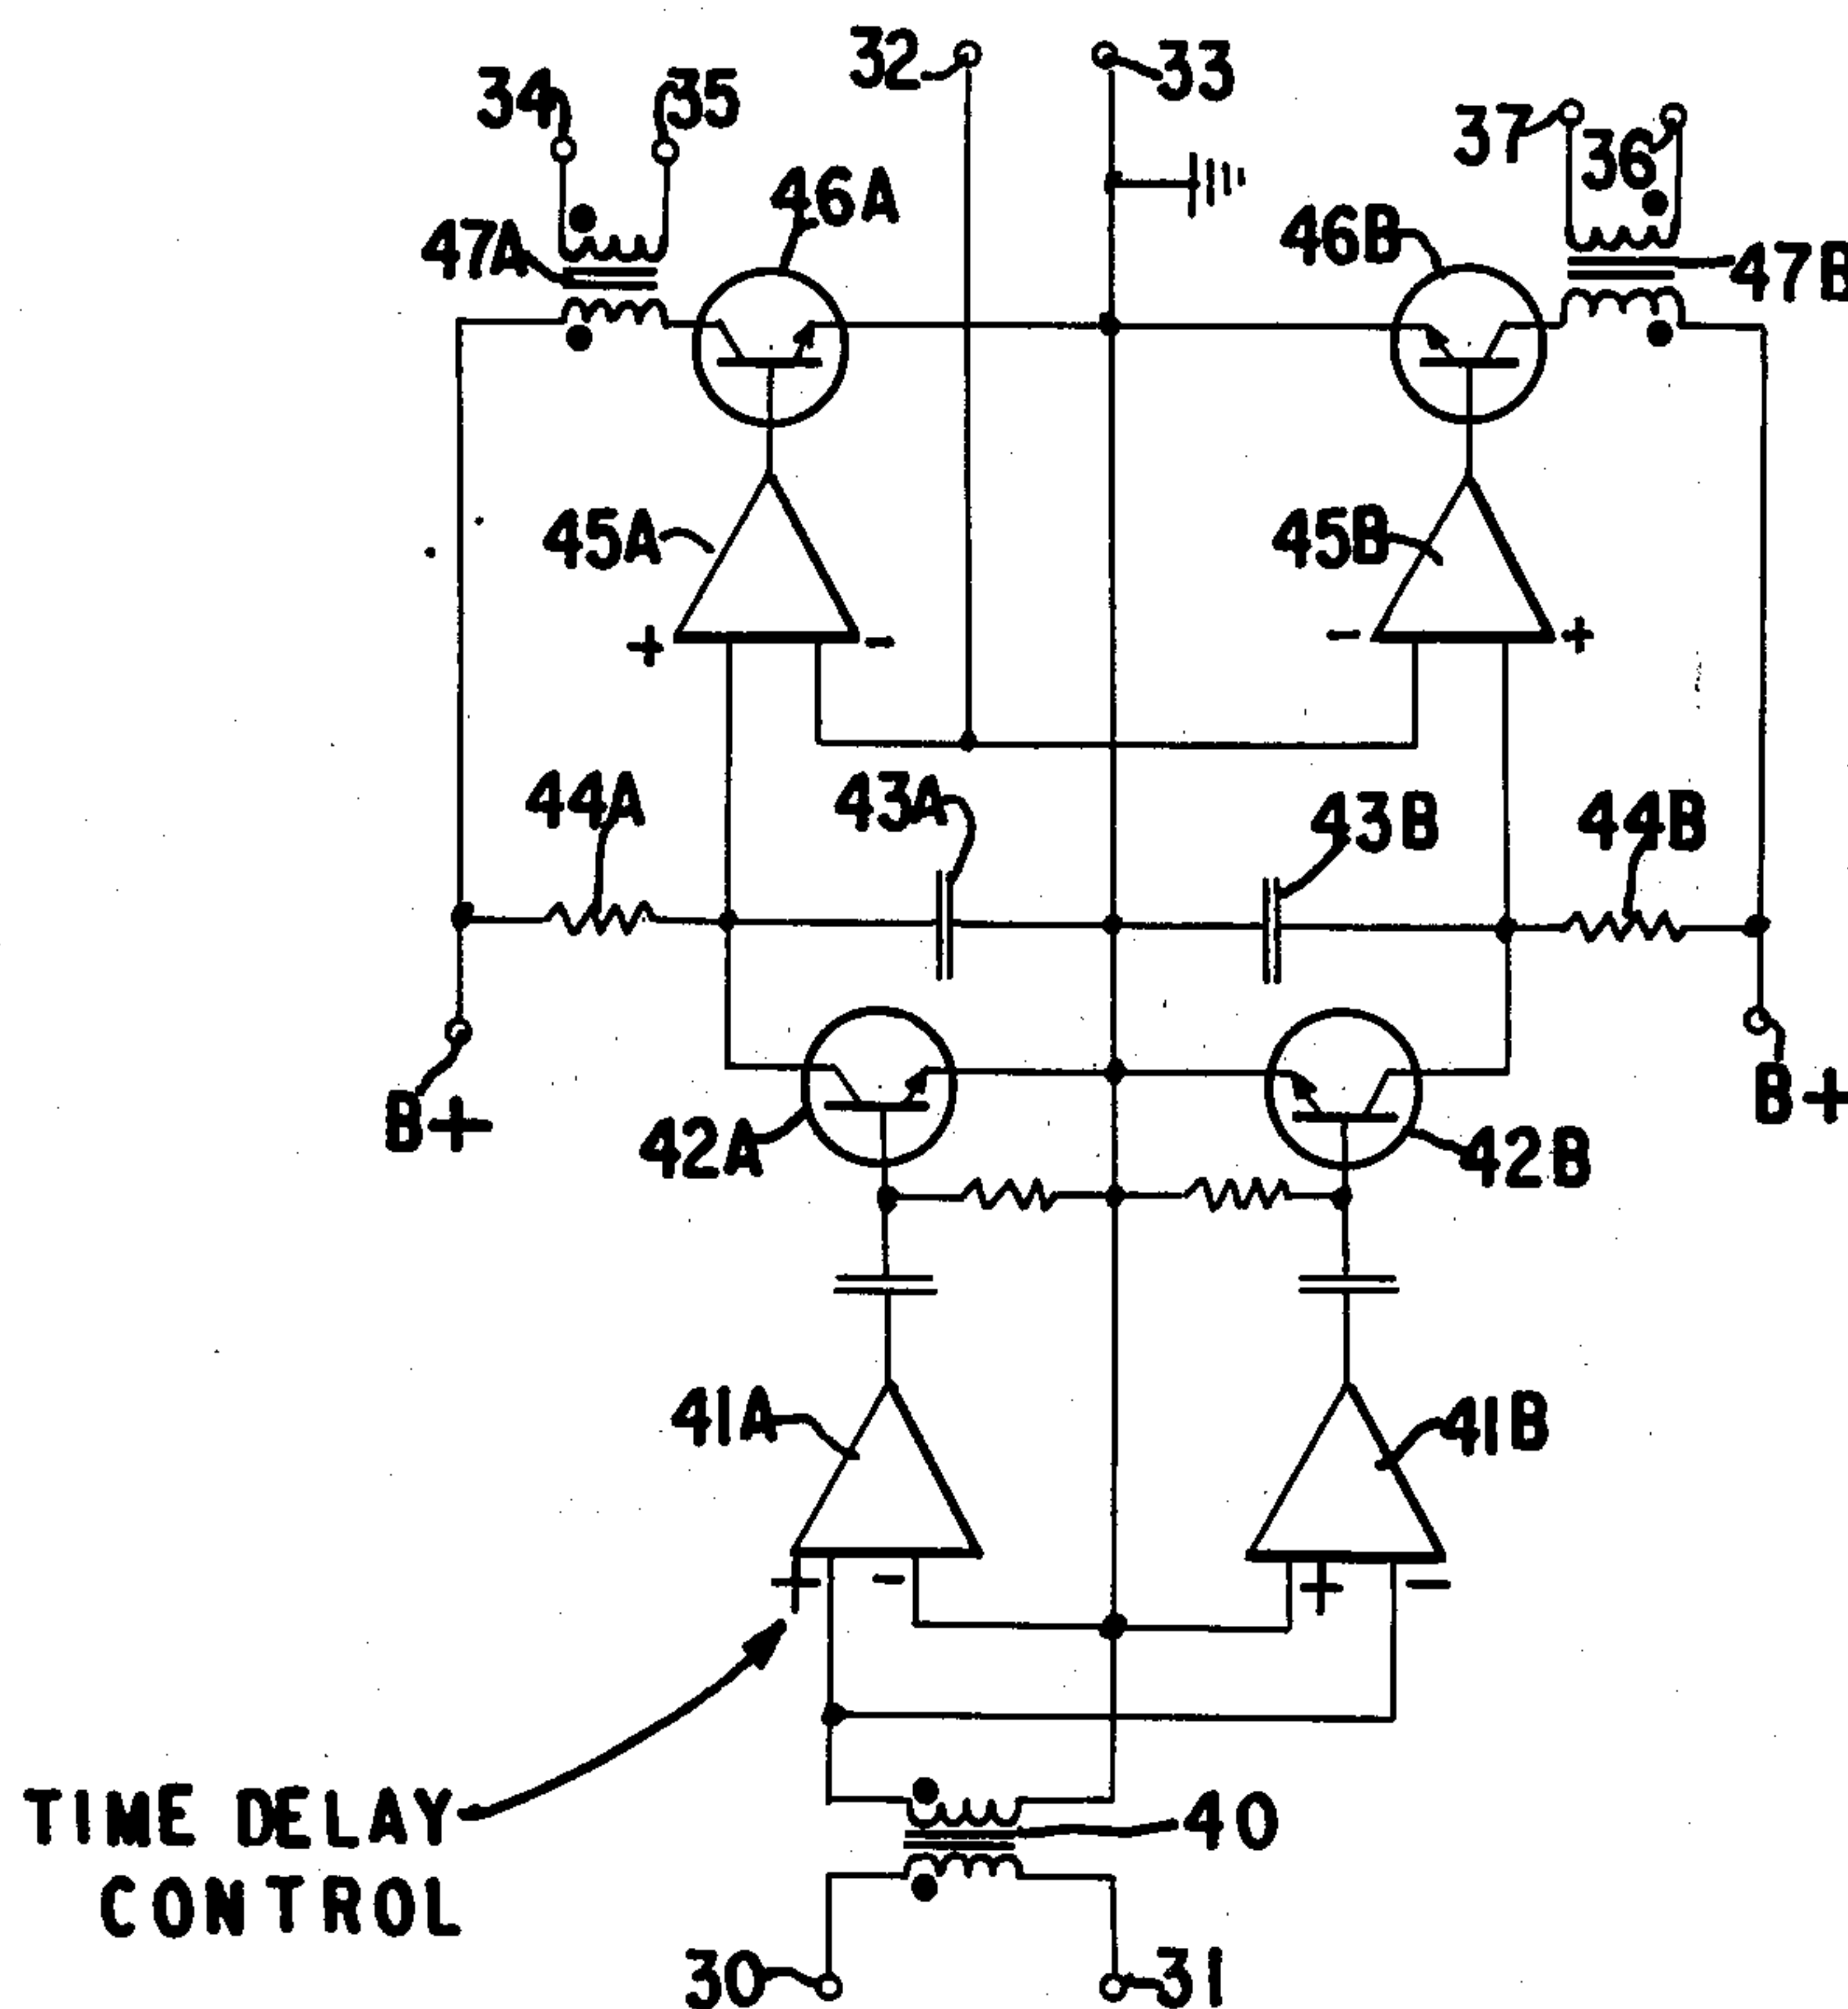 32
33
34
35
37
36
46A
46B
47A
47B
45A
45B
+
-
-
+
44A
43A
43B
44B
B+
B+
42A
42B
41A
41B
+
-
+
-
TIME DELAY
CONTROL
40
30
31